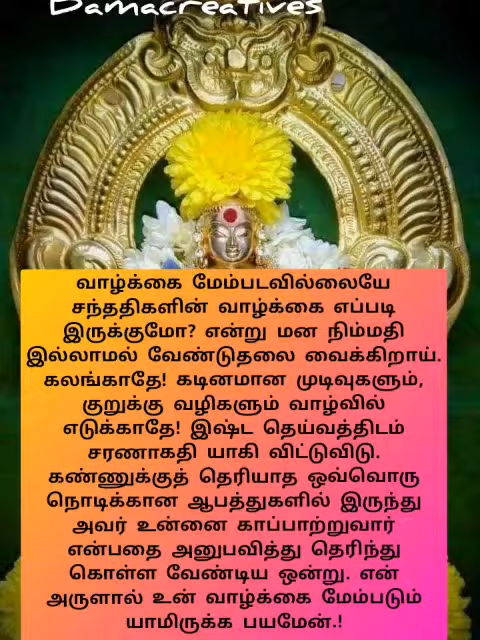 Damacreatives
வாழ்க்கை மேம்படவில்லையே
சந்ததிகளின் வாழ்க்கை எப்படி
இருக்குமோ? என்று மன நிம்மதி
இல்லாமல் வேண்டுதலை வைக்கிறாய்.
கலங்காதே! கடினமான முடிவுகளும்,
குறுக்கு வழிகளும் வாழ்வில்
எடுக்காதே! இஷ்ட தெய்வத்திடம்
சரணாகதி யாகி விட்டுவிடு.
கண்ணுக்குத் தெரியாத ஒவ்வொரு
நொடிக்கான ஆபத்துகளில் இருந்து
அவர் உன்னை காப்பாற்றுவார்
என்பதை அனுபவித்து தெரிந்து
கொள்ள வேண்டிய ஒன்று. என்
அருளால் உன் வாழ்க்கை மேம்படும்
யாமிருக்க பயமேன்.!